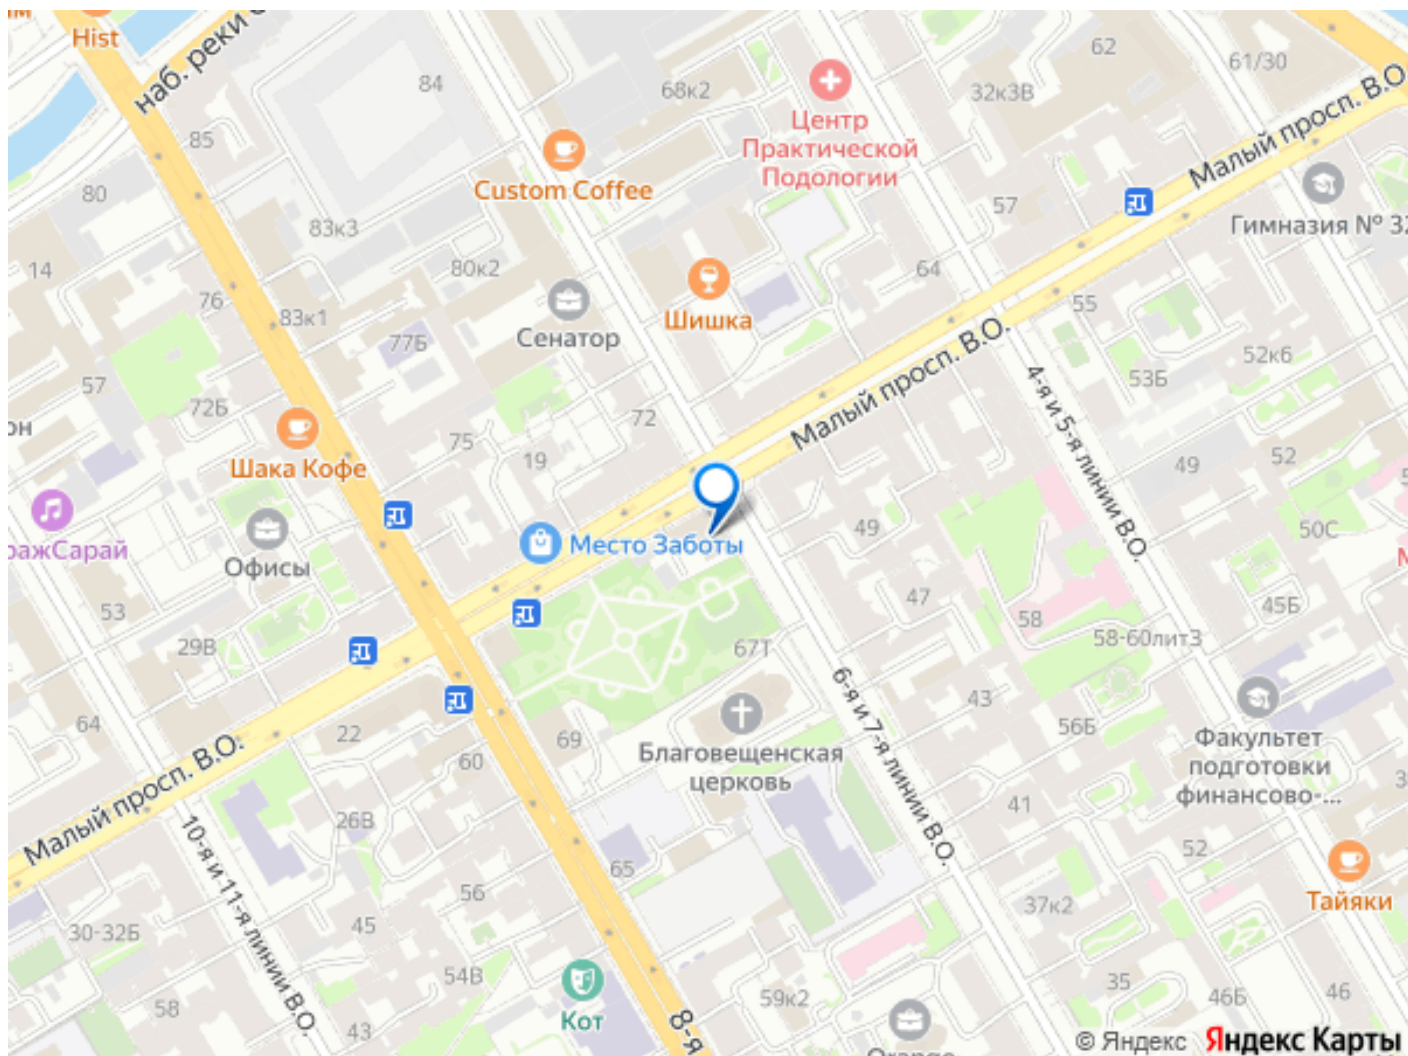 Hist
наб. реки
84
68к2
62
61/30
Центр
Практической
Подологии
32к3В
Малый просп. В.О.
85
Custom Coffee
80
83к3
57
Гимназия № 32
14
80к2
64
76
83к1
Сенатор
Шишка
55
77Б
Малый просп. В.О.
52к6
57
72Б
72
4-я и 5-я линии В.О.
53Б
он
75
19
Шака Кофе
49
52
ражСарай
Офисы
Место Заботы
49
50С
53
29В
47
58
45Б
67Т
58-60лит3
64
22
69
60
6-я и 7-я линии В.О.
43
56Б
Благовещенская
церковь
Факультет
подготовки
финансово-...
Малый просп. В.О.
26В
10-я и 11-я линии В.О.
41
65
52
56
37к2
Тайяки
30-32Б
45
54В
58
43
Кот
59к2
35
46Б
46
8-я
Orange
© Яндекс Яндекс Карты